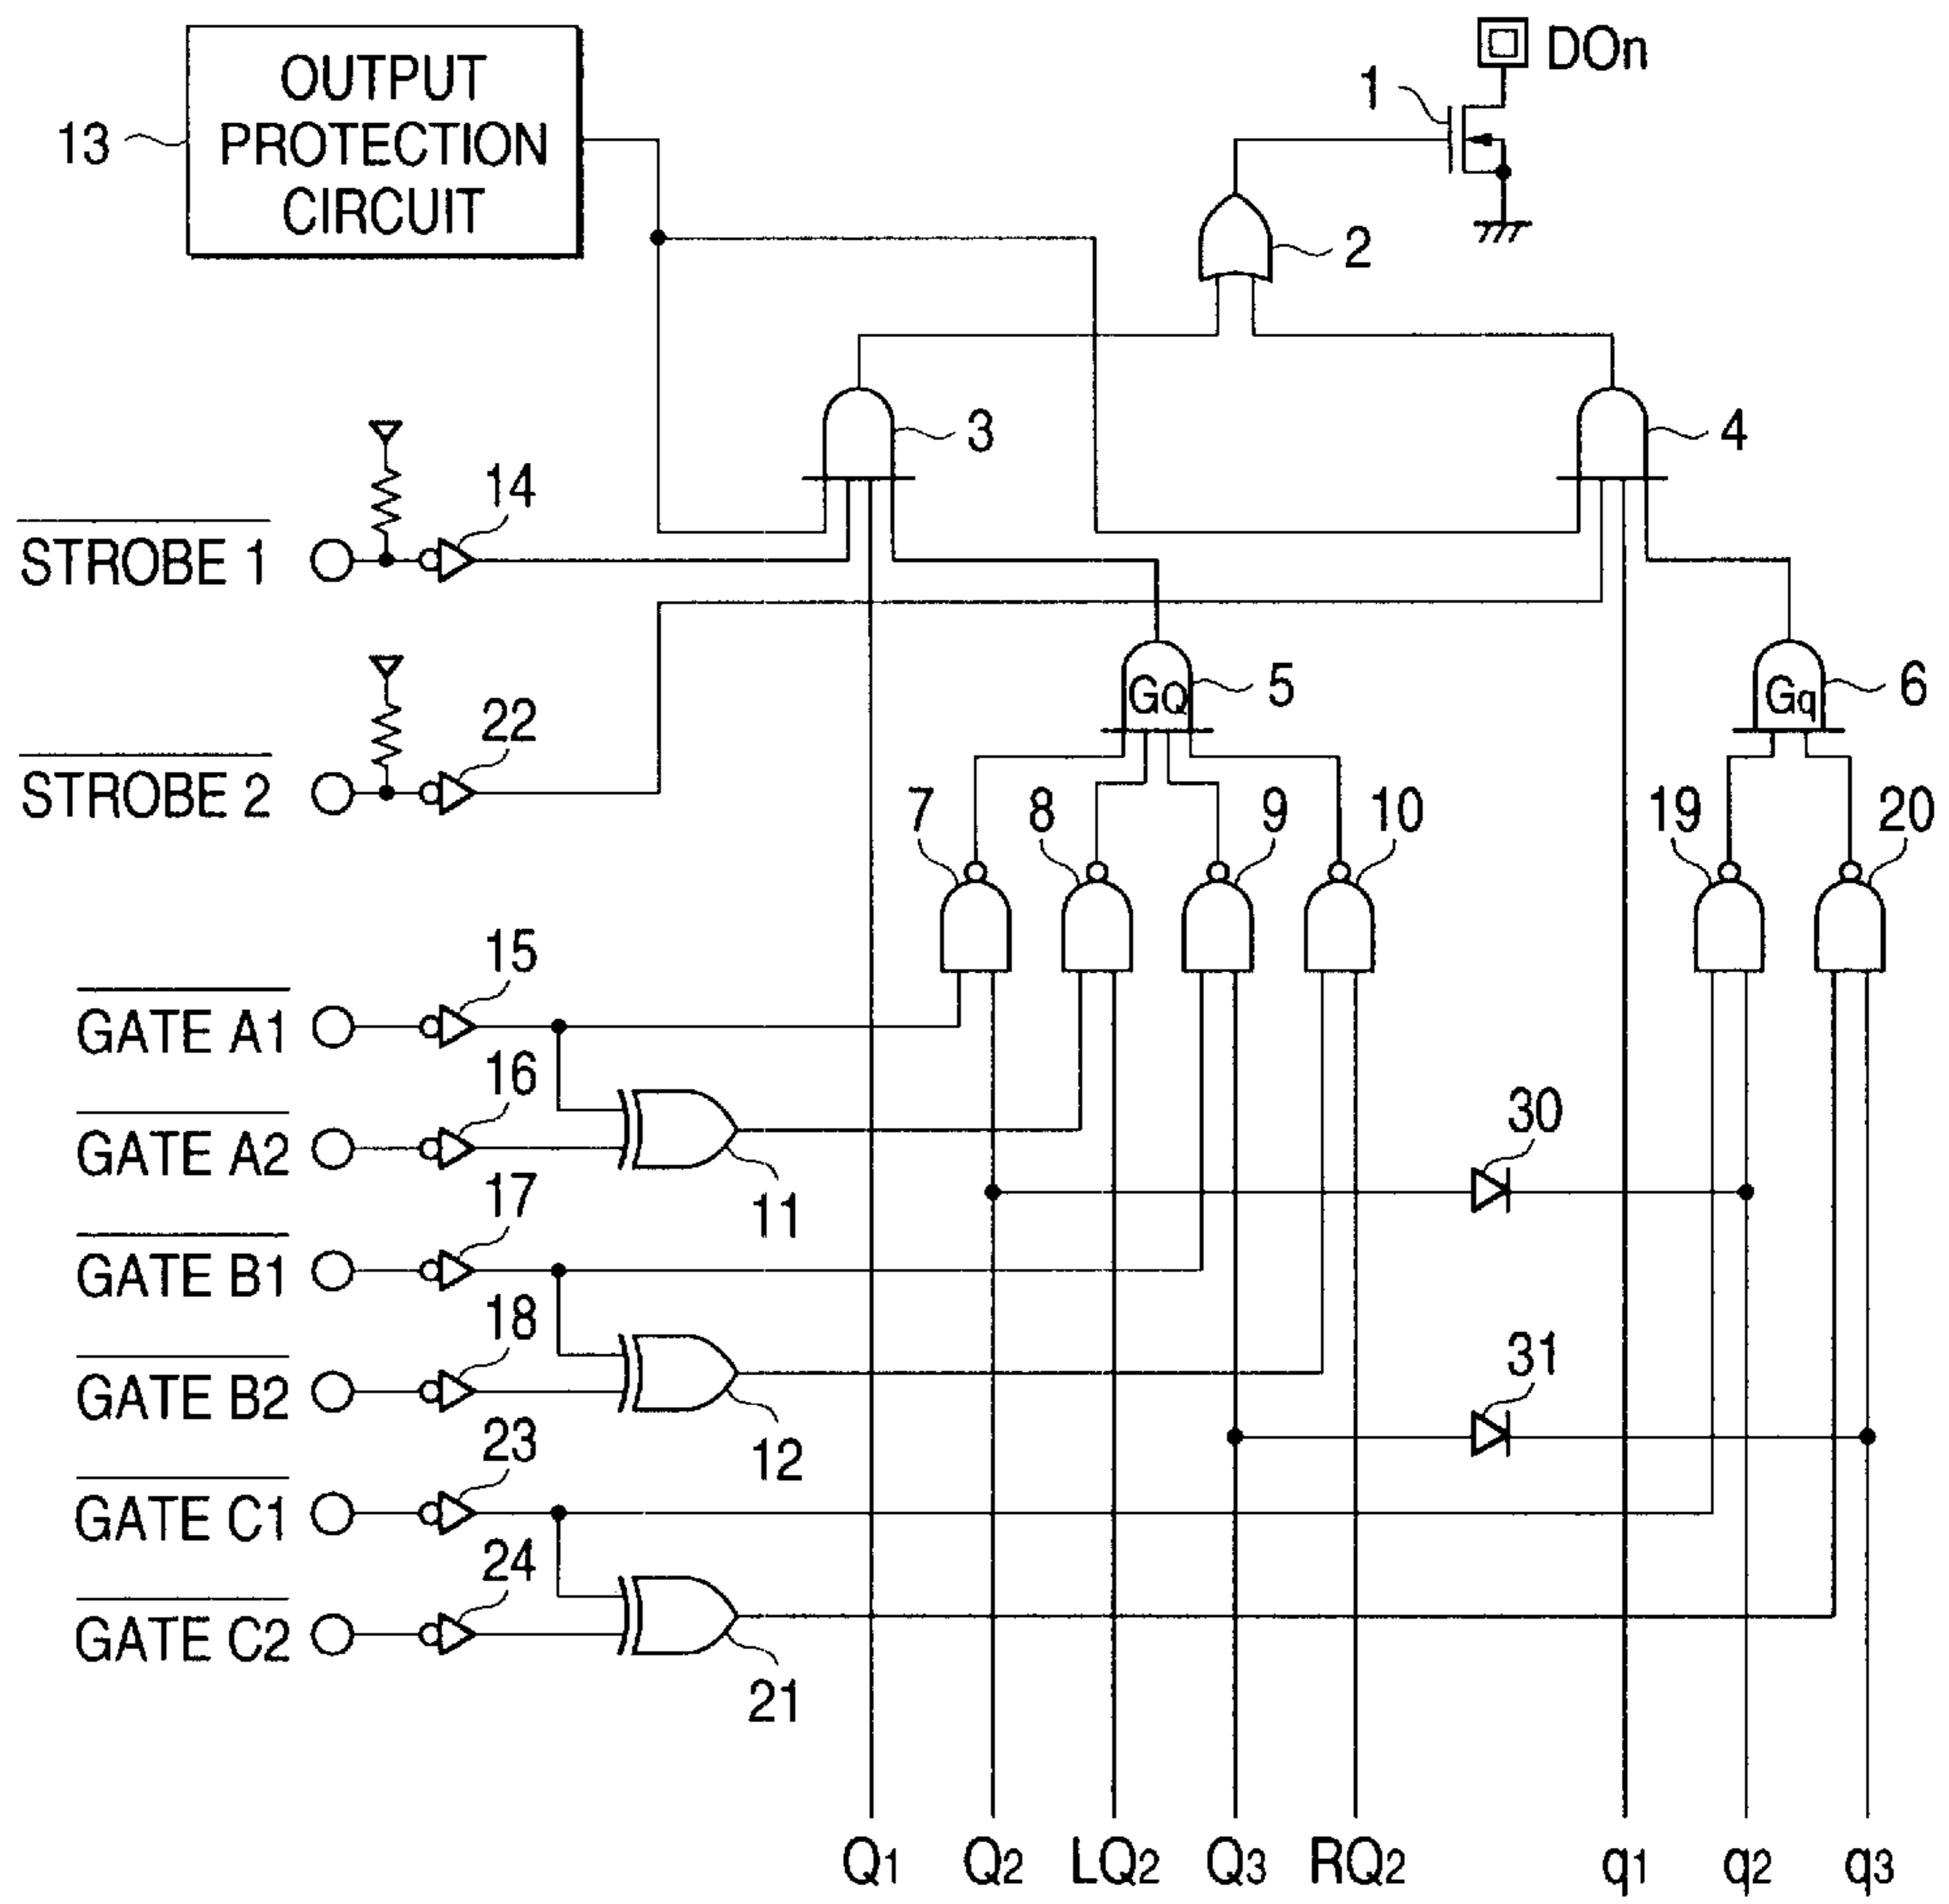 OUTPUT
PROTECTION
CIRCUIT
13
DOn
1
2
3
4
14
STROBE 1
GQ
5
Gq
6
22
STROBE 2
7
8
9
10
19
20
15
GATE A1
16
GATE A2
11
30
17
GATE B1
18
GATE B2
12
31
23
GATE C1
24
GATE C2
21
Q1
Q2
LQ2
Q3
RQ2
q1
q2
q3